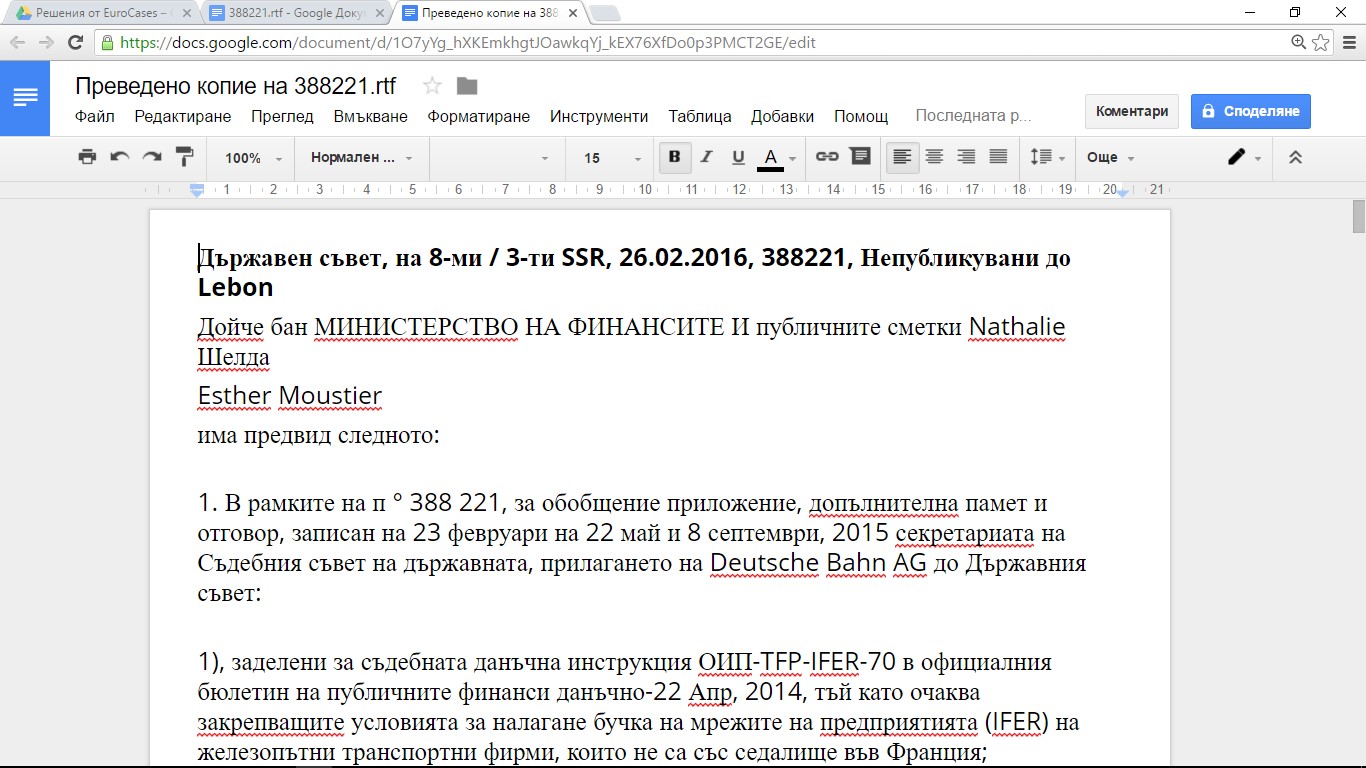 Решения от EuroCases –
388221.rtf - Google Доку
Преведено копие на 388
https://docs.google.com/document/d/1O7yYg_hXKEmkhgtJOawkqYj_kEX76XfDo0p3PMCT2GE/edit
Преведено копие на 388221.rtf
Файл Редактиране Преглед Вмъкване Форматиране Инструменти Таблица Добавки Помощ Последната р...
Коментари Споделяне
100% Нормален ... 15 B I U A Още
1 2 3 4 5 6 7 8 9 10 11 12 13 14 15 16 17 18 19 20 21
Държавен съвет, на 8-ми / 3-ти SSR, 26.02.2016, 388221, Непубликувани до
Lebon
Дойче бан МИНИСТЕРСТВО НА ФИНАНСИТЕ И публичните сметки Nathalie
Шелда
Esther Moustier
има предвид следното:
1. В рамките на п ° 388 221, за обобщение приложение, допълнителна памет и
отговор, записан на 23 февруари на 22 май и 8 септември, 2015 секретариата на
Съдебния съвет на държавната, прилагането на Deutsche Bahn AG до Държавния
съвет:
1), заделени за съдебната данъчна инструкция ОИП-TFP-IFER-70 в официалния
бюлетин на публичните финанси данъчно-22 Апр, 2014, тъй като очаква
закрепващите условията за налагане бучка на мрежите на предприятията (IFER) на
железопътни транспортни фирми, които не са със седалище във Франция;